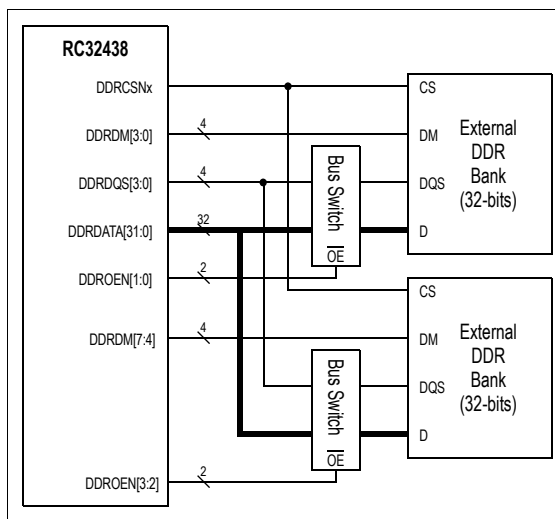 RC32438
DDRCSNx
DDRDM[3:0]
4
DDRDQS[3:0]
4
DDRDATA[31:0]
32
DDROEN[1:0]
2
DDRDM[7:4]
4
DDROEN[3:2]
2
Bus Switch
OE
CS
DM
DQS
D
External
DDR
Bank
(32-bits)
Bus Switch
OE
CS
DM
DQS
D
External
DDR
Bank
(32-bits)